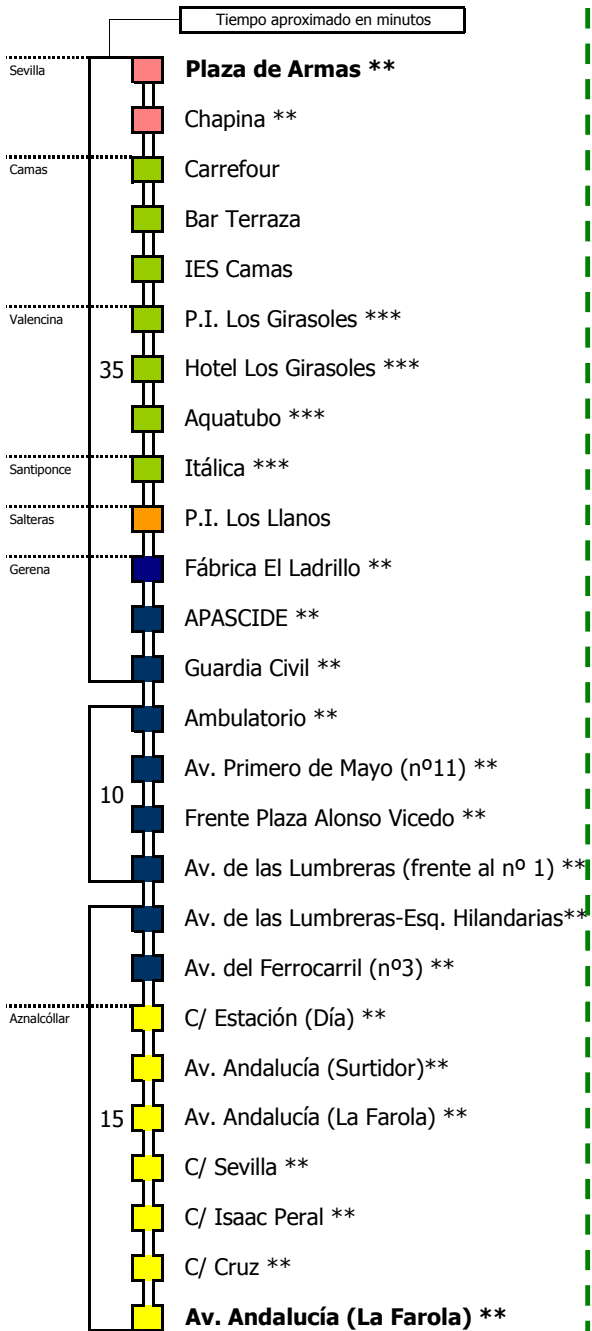 Tiempo aproximado en minutos
Sevilla
Plaza de Armas **
Chapina **
Camas
Carrefour
Bar Terraza
IES Camas
Valencina
P.I. Los Girasoles ***
35
Hotel Los Girasoles ***
Aquatubo ***
Santiponce
Itálica ***
Salteras
P.I. Los Llanos
Gerena
Fábrica El Ladrillo **
APASCIDE **
Guardia Civil **
Ambulatorio **
Av. Primero de Mayo (nº11) **
10
Frente Plaza Alonso Vicedo **
Av. de las Lumbreras (frente al nº 1) **
Av. de las Lumbreras-Esq. Hilandarias**
Av. del Ferrocarril (nº3) **
Aznalcóllar
C/ Estación (Día) **
Av. Andalucía (Surtidor)**
15
Av. Andalucía (La Farola) **
C/ Sevilla **
C/ Isaac Peral **
C/ Cruz **
Av. Andalucía (La Farola) **